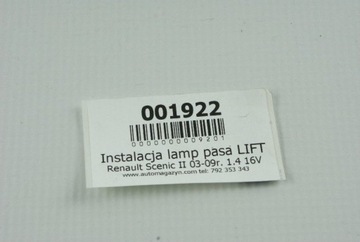 001922
0000000009201
Instalacja lamp pasa LIFT
Renault Scenic II 03-09r. 1.4 16V
www.automagazyn.com tel: 792 353 343